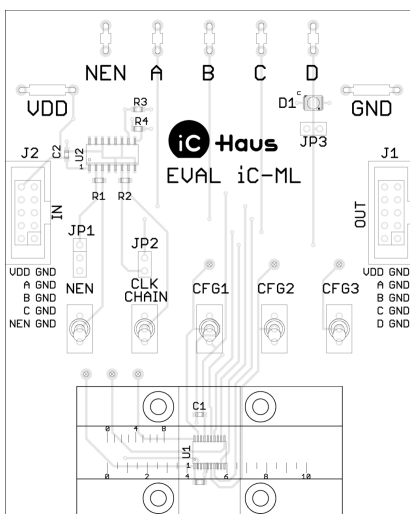 NEN A B C D
VDD
D1
C
GND
R3
R4
iC Haus
JP3
J2
C2
U2
1
EVAL iC-ML
J1
R1 R2
IN
OUT
JP1
JP2
VDD GND
A GND
B GND
C GND
NEN GND
NEN
CLK
CHAIN
CFG1
CFG2
CFG3
VDD GND
A GND
B GND
C GND
D GND
C1
0 4 8
U1
1
0 2 4 6 8 10